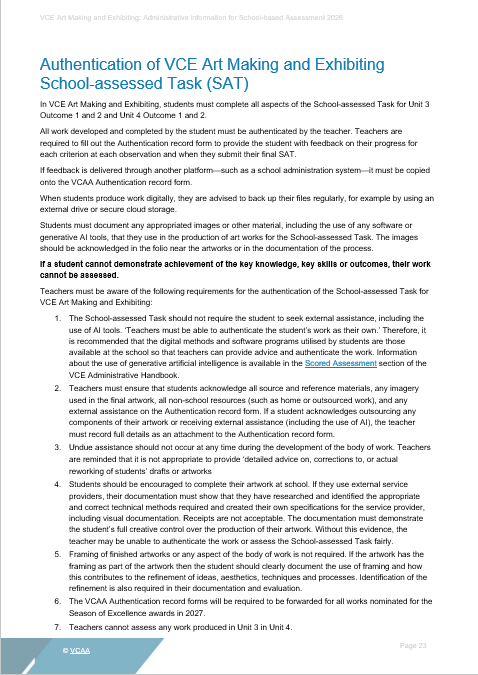 VCE Art Making and Exhibiting: Administrative information for School-based Assessment 2026
Authentication of VCE Art Making and Exhibiting
School-assessed Task (SAT)
In VCE Art Making and Exhibiting, students must complete all aspects of the School-assessed Task for Unit 3
Outcome 1 and 2 and Unit 4 Outcome 1 and 2.
All work developed and completed by the student must be authenticated by the teacher. Teachers are
required to fill out the Authentication record form to provide the student with feedback on their progress for
each criterion at each observation and when they submit their final SAT.
If feedback is delivered through another platform—such as a school administration system—it must be copied
onto the VCAA Authentication record form.
When students produce work digitally, they are advised to back up their files regularly, for example by using an
external drive or secure cloud storage.
Students must document any appropriated images or other material, including the use of any software or
generative AI tools, that they use in the production of art works for the School-assessed Task. The images
should be acknowledged in the folio near the artworks or in the documentation of the process.
If a student cannot demonstrate achievement of the key knowledge, key skills or outcomes, their work
cannot be assessed.
Teachers must be aware of the following requirements for the authentication of the School-assessed Task for
VCE Art Making and Exhibiting:
1. The School-assessed Task should not require the student to seek external assistance, including the
use of AI tools. ‘Teachers must be able to authenticate the student’s work as their own.’ Therefore, it
is recommended that the digital methods and software programs utilised by students are those
available at the school so that teachers can provide advice and authenticate the work. Information
about the use of generative artificial intelligence is available in the Scored Assessment section of the
VCE Administrative Handbook.
2. Teachers must ensure that students acknowledge all source and reference materials, any imagery
used in the final artwork, all non-school resources (such as home or outsourced work), and any
external assistance on the Authentication record form. If a student acknowledges outsourcing any
components of their artwork or receiving external assistance (including the use of AI), the teacher
must record full details as an attachment to the Authentication record form.
3. Undue assistance should not occur at any time during the development of the body of work. Teachers
are reminded that it is not appropriate to provide ‘detailed advice on, corrections to, or actual
reworking of students’ drafts or artworks
4. Students should be encouraged to complete their artwork at school. If they use external service
providers, their documentation must show that they have researched and identified the appropriate
and correct technical methods required and created their own specifications for the service provider,
including visual documentation. Receipts are not acceptable. The documentation must demonstrate
the student’s full creative control over the production of their artwork. Without this evidence, the
teacher may be unable to authenticate the work or assess the School-assessed Task fairly.
5. Framing of finished artworks or any aspect of the body of work is not required. If the artwork has the
framing as part of the artwork then the student should clearly document the use of framing and how
this contributes to the refinement of ideas, aesthetics, techniques and processes. Identification of the
refinement is also required in their documentation and evaluation.
6. The VCAA Authentication record forms will be required to be forwarded for all works nominated for the
Season of Excellence awards in 2027.
7. Teachers cannot assess any work produced in Unit 3 in Unit 4.
© VCAA
Page 23